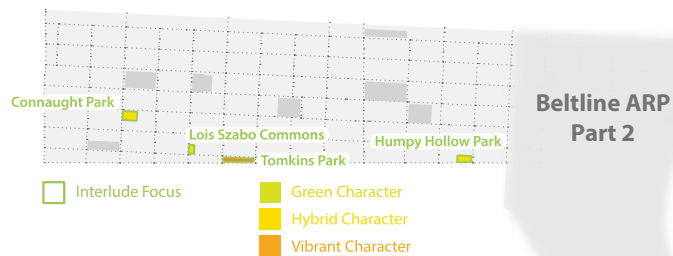 Connaught Park
Lois Szabo Commons
Tomkins Park
Humpy Hollow Park
Beltline ARP
Part 2
Interlude Focus
Green Character
Hybrid Character
Vibrant Character